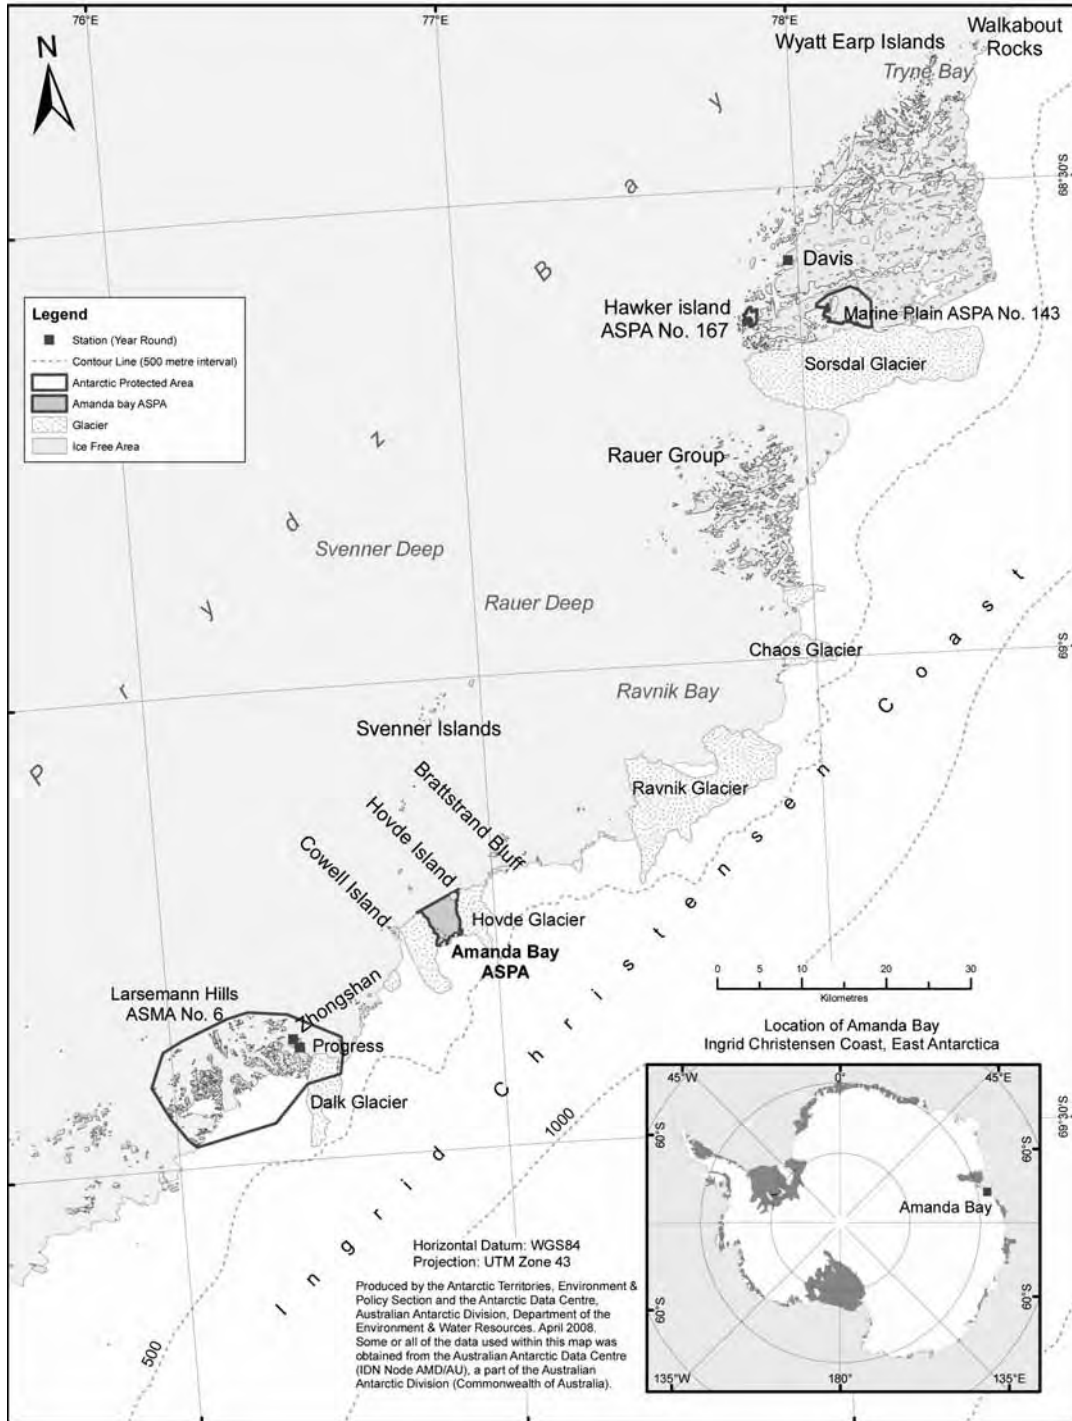 76°E
77°E
78°E
N
Wyatt Earp Islands
Walkabout
Rocks
Tryne Bay
68°30'S
Davis
Hawker island
ASPA No. 167
Marine Plain ASPA No. 143
Sorsdal Glacier
Legend
Station (Year Round)
Contour Line (500 metre interval)
Antarctic Protected Area
Amanda bay ASPA
Glacier
Ice Free Area
Rauer Group
Prydz Bay
Svenner Deep
Rauer Deep
Chaos Glacier
69°S
Ravnik Bay
Svenner Islands
Ravnik Glacier
Brattstrand Bluff
Hovde Island
Cowell Island
Hovde Glacier
Amanda Bay
ASPA
Ingrid Christensen Coast
Larsemann Hills
ASMA No. 6
Zhongshan
Progress
Dalk Glacier
0 5 10 20 30
Kilometres
Location of Amanda Bay
Ingrid Christensen Coast, East Antarctica
69°30'S
1000
500
45°W
0°
45°E
60°S
60°S
Amanda Bay
60°S
60°S
135°W
180°
135°E
Horizontal Datum: WGS84
Projection: UTM Zone 43
Produced by the Antarctic Territories, Environment &
Policy Section and the Antarctic Data Centre,
Australian Antarctic Division, Department of the
Environment & Water Resources. April 2008.
Some or all of the data used within this map was
obtained from the Australian Antarctic Data Centre
(IDN Node AMD/AU), a part of the Australian
Antarctic Division (Commonwealth of Australia).